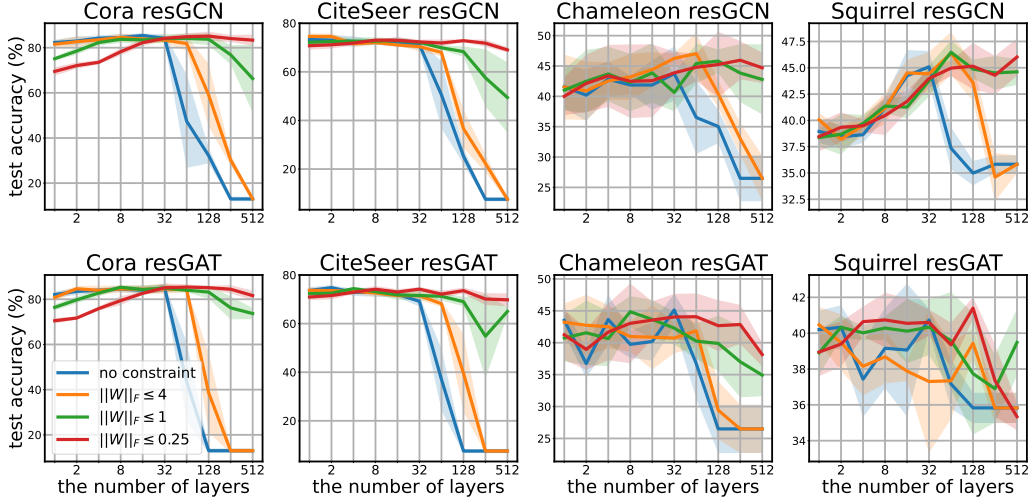 Cora resGCN
CiteSeer resGCN
Chameleon resGCN
Squirrel resGCN
test accuracy (%)
80
60
40
20
2 8 32 128 512
80
60
40
20
2 8 32 128 512
50
45
40
35
30
25
2 8 32 128 512
47.5
45.0
42.5
40.0
37.5
35.0
32.5
2 8 32 128 512
Cora resGAT
CiteSeer resGAT
Chameleon resGAT
Squirrel resGAT
test accuracy (%)
80
60
40
20
no constraint
||W||_F ≤ 4
||W||_F ≤ 1
||W||_F ≤ 0.25
2 8 32 128 512
the number of layers
80
60
40
20
2 8 32 128 512
the number of layers
50
45
40
35
30
25
2 8 32 128 512
the number of layers
42
40
38
36
34
2 8 32 128 512
the number of layers